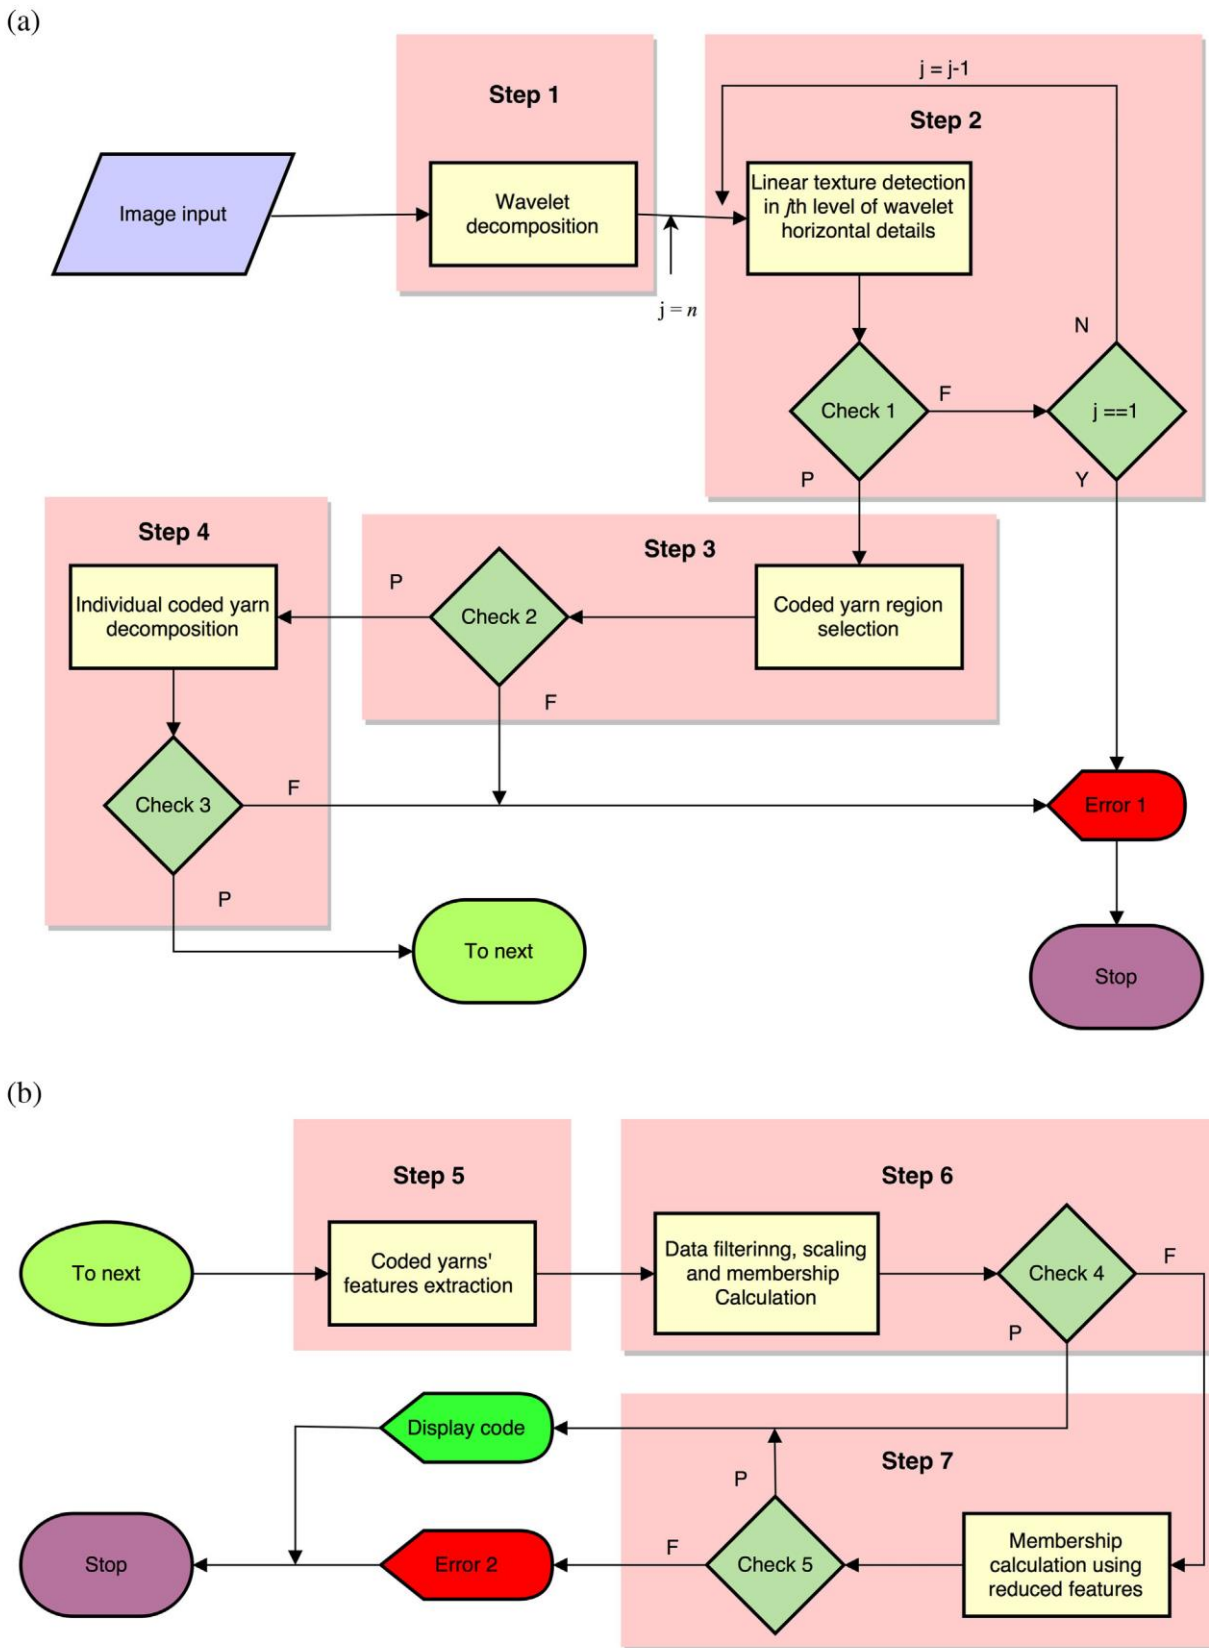 (a)
j = j-1
Step 1
Step 2
Image input
Wavelet
decomposition
Linear texture detection
in jth level of wavelet
horizontal details
j = n
N
Check 1
F
j ==1
P
Y
Step 4
Step 3
Individual coded yarn
decomposition
P
Check 2
Coded yarn region
selection
F
Check 3
F
Error 1
P
To next
Stop
(b)
Step 5
Step 6
To next
Coded yarns'
features extraction
Data filterinng, scaling
and membership
Calculation
Check 4
F
P
Display code
Step 7
P
Stop
Error 2
F
Check 5
Membership
calculation using
reduced features